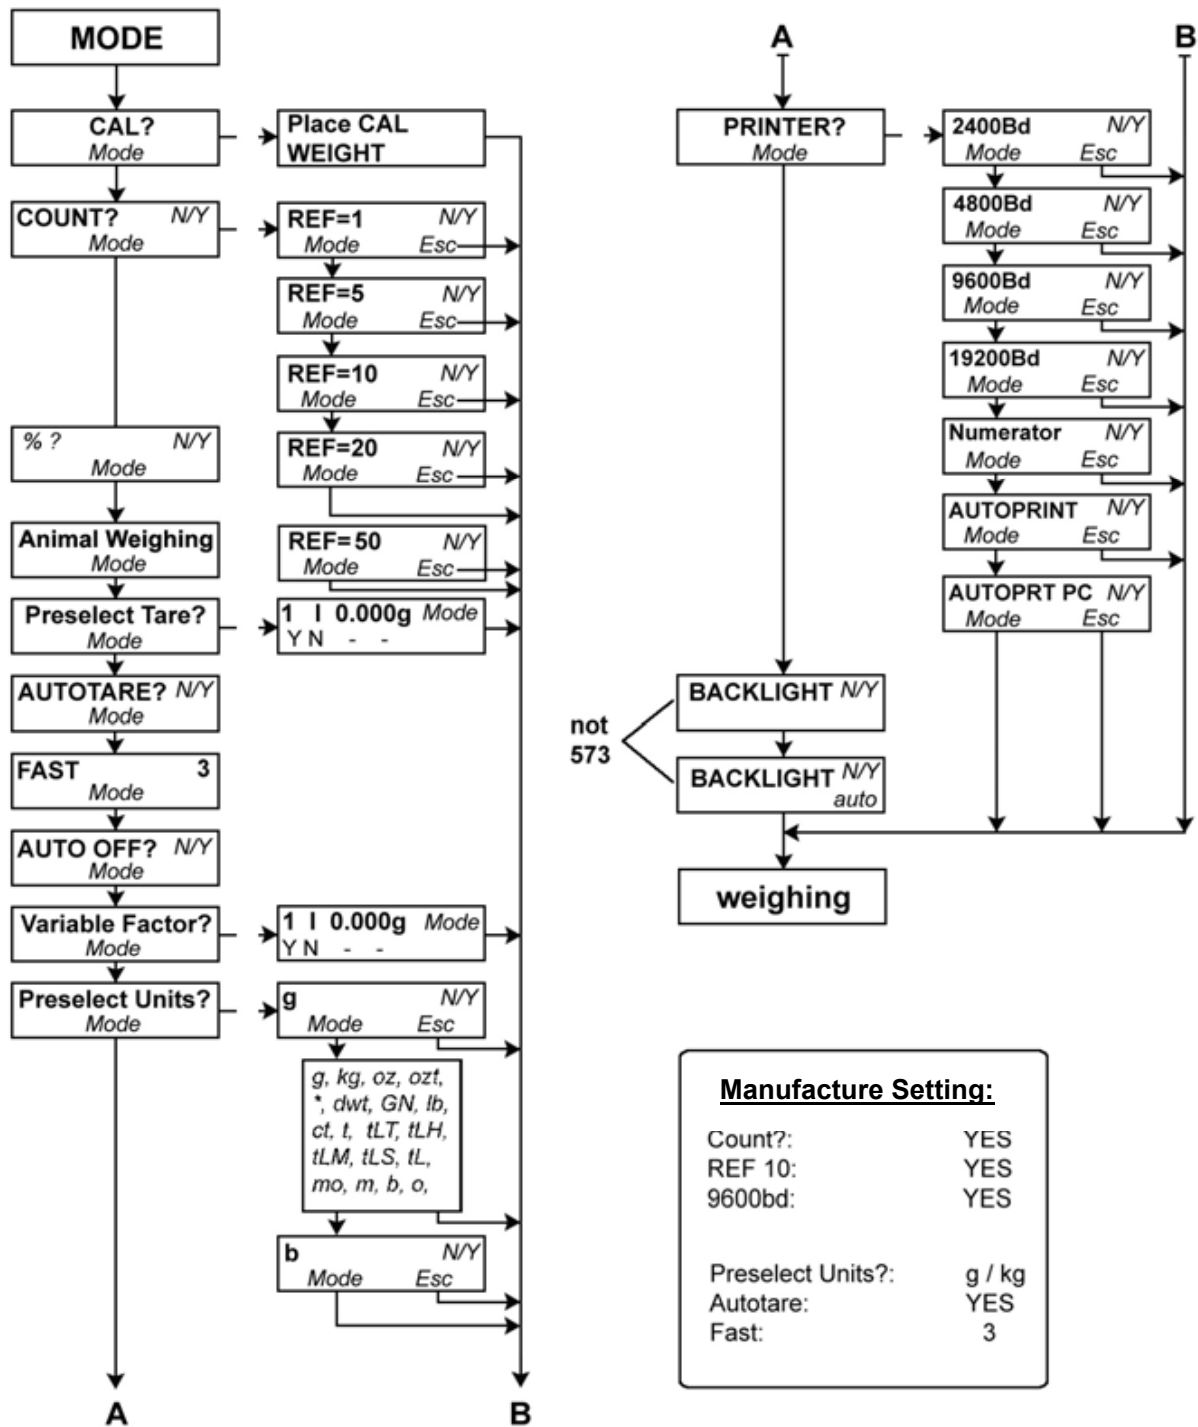 MODE
CAL?
Mode
Place CAL
WEIGHT
COUNT? N/Y
Mode
REF=1 N/Y
Mode Esc
REF=5 N/Y
Mode Esc
REF=10 N/Y
Mode Esc
REF=20 N/Y
Mode Esc
% ? N/Y
Mode
Animal Weighing
Mode
REF=50 N/Y
Mode Esc
Preselect Tare?
Mode
1 I 0.000g Mode
Y N - -
AUTOTARE? N/Y
Mode
FAST 3
Mode
AUTO OFF? N/Y
Mode
Variable Factor?
Mode
1 I 0.000g Mode
Y N - -
Preselect Units?
Mode
g N/Y
Mode Esc
g, kg, oz, ozt,
*, dwt, GN, lb,
ct, t, tLT, tLH,
tLM, tLS, tL,
mo, m, b, o,
b N/Y
Mode Esc
A
B
A
B
PRINTER?
Mode
2400Bd N/Y
Mode Esc
4800Bd N/Y
Mode Esc
9600Bd N/Y
Mode Esc
19200Bd N/Y
Mode Esc
Numerator N/Y
Mode Esc
AUTOPRINT N/Y
Mode Esc
AUTOPRT PC N/Y
Mode Esc
not
573
BACKLIGHT N/Y
BACKLIGHT N/Y
auto
weighing
Manufacture Setting:
Count?: YES
REF 10: YES
9600bd: YES
Preselect Units?: g / kg
Autotare: YES
Fast: 3